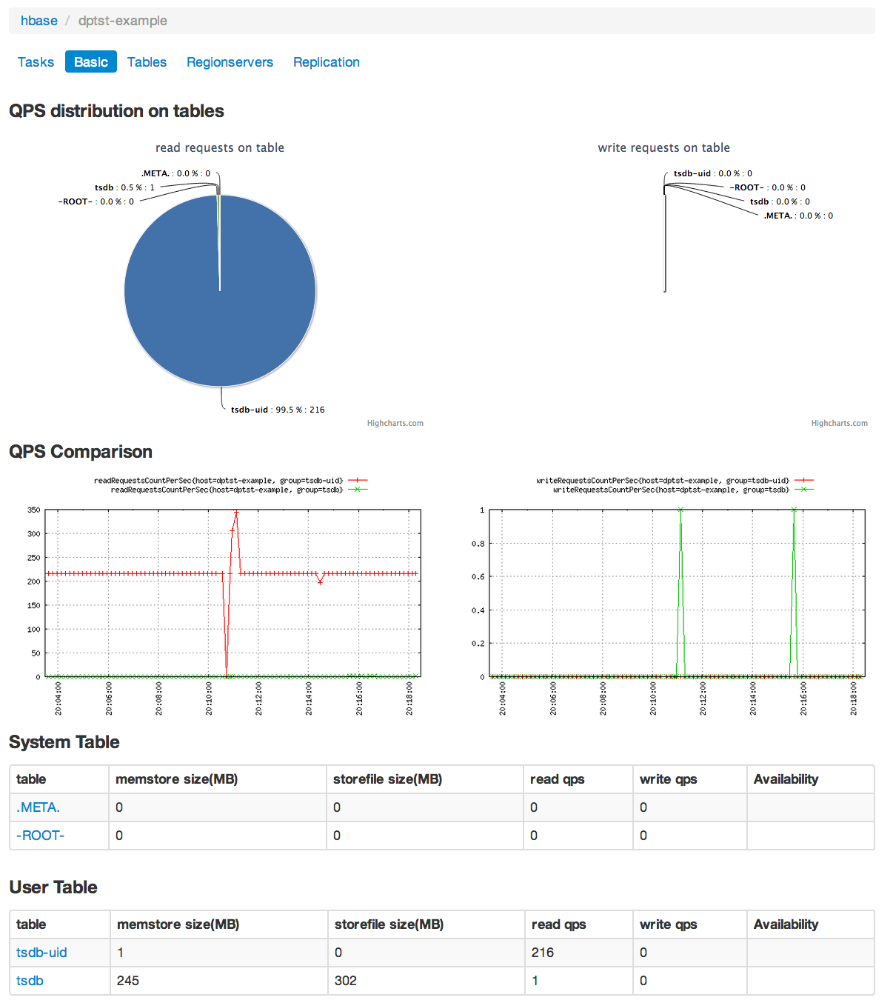 hbase / dptst-example
Tasks Basic Tables Regionservers Replication
QPS distribution on tables
read requests on table
.META. : 0.0 % : 0
tsdb : 0.5 % : 1
-ROOT- : 0.0 % : 0
tsdb-uid : 99.5 % : 216
Highcharts.com
write requests on table
tsdb-uid : 0.0 % : 0
-ROOT- : 0.0 % : 0
tsdb : 0.0 % : 0
.META. : 0.0 % : 0
Highcharts.com
QPS Comparison
readRequestsCountPerSec{host=dptst-example, group=tsdb-uid}
readRequestsCountPerSec{host=dptst-example, group=tsdb}
350
300
250
200
150
100
50
0
20:04:00 20:06:00 20:08:00 20:10:00 20:12:00 20:14:00 20:16:00 20:18:00
writeRequestsCountPerSec{host=dptst-example, group=tsdb-uid}
writeRequestsCountPerSec{host=dptst-example, group=tsdb}
1
0.8
0.6
0.4
0.2
0
20:04:00 20:06:00 20:08:00 20:10:00 20:12:00 20:14:00 20:16:00 20:18:00
System Table
table memstore size(MB) storefile size(MB) read qps write qps Availability
.META. 0 0 0 0
-ROOT- 0 0 0 0
User Table
table memstore size(MB) storefile size(MB) read qps write qps Availability
tsdb-uid 1 0 216 0
tsdb 245 302 1 0